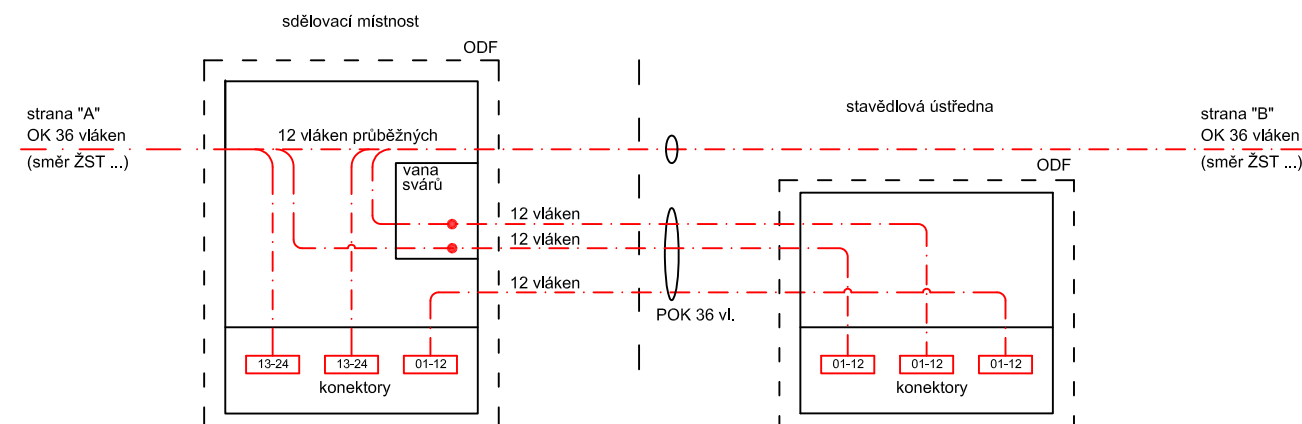 sdělovací místnost
ODF
strana "A"
OK 36 vláken
(směr ŽST ...)
12 vláken průběžných
stavědlová ústředna
strana "B"
OK 36 vláken
(směr ŽST ...)
ODF
vana
svárů
12 vláken
12 vláken
12 vláken
POK 36 vl.
13-24
13-24
01-12
konektory
01-12
01-12
01-12
konektory